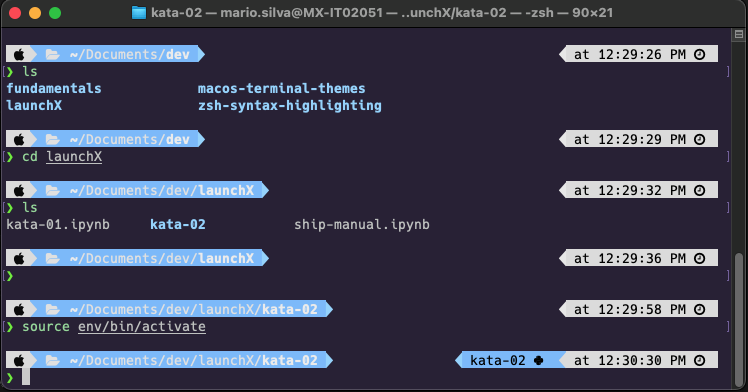 kata-02 — mario.silva@MX-IT02051 — ..unchX/kata-02 — -zsh — 90×21
~/Documents/dev at 12:29:26 PM
❯ ls
fundamentals macos-terminal-themes
launchX zsh-syntax-highlighting
~/Documents/dev at 12:29:29 PM
❯ cd launchX
~/Documents/dev/launchX at 12:29:32 PM
❯ ls
kata-01.ipynb kata-02 ship-manual.ipynb
~/Documents/dev/launchX at 12:29:36 PM
❯
~/Documents/dev/launchX/kata-02 at 12:29:58 PM
❯ source env/bin/activate
~/Documents/dev/launchX/kata-02 kata-02 at 12:30:30 PM
❯